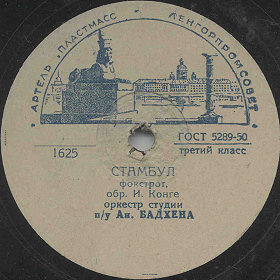 АРТЕЛЬ „ПЛАСТМАСС" • ЛЕНГОРПРОМСОВЕТ •
ГОСТ 5289-50
1625
третий класс
СТАМБУЛ
фокстрот,
обр. И. Конге
оркестр студии
п/у Ан. БАДХЕНА